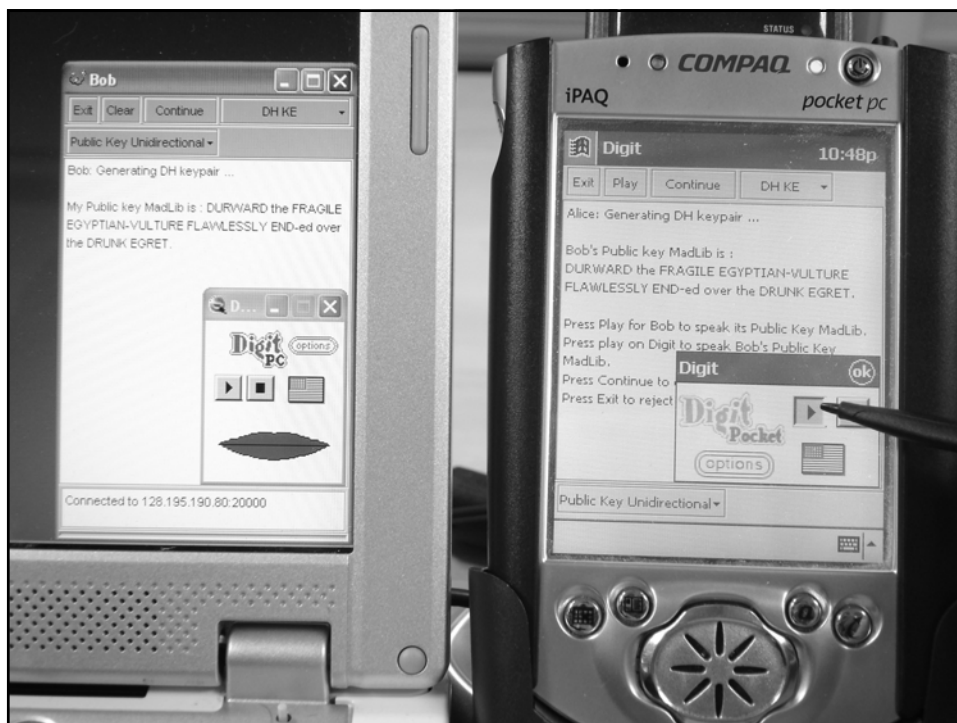 Bob
Exit Clear Continue DH KE
Public Key Unidirectional
Bob: Generating DH keypair ...
My Public key MadLib is : DURWARD the FRAGILE
EGYPTIAN-VULTURE FLAWLESSLY END-ed over
the DRUNK EGRET.
D...
Digit
PC
options
Connected to 128.195.190.80:20000
STATUS
COMPAQ
iPAQ
pocket pc
Digit 10:48p
Exit Play Continue DH KE
Alice: Generating DH keypair ...
Bob's Public key MadLib is :
DURWARD the FRAGILE EGYPTIAN-VULTURE
FLAWLESSLY END-ed over the DRUNK EGRET.
Press Play for Bob to speak its Public Key MadLib.
Press play on Digit to speak Bob's Public Key
MadLib.
Press Continue to
Press Exit to reject
Digit ok
Digit
Pocket
options
Public Key Unidirectional